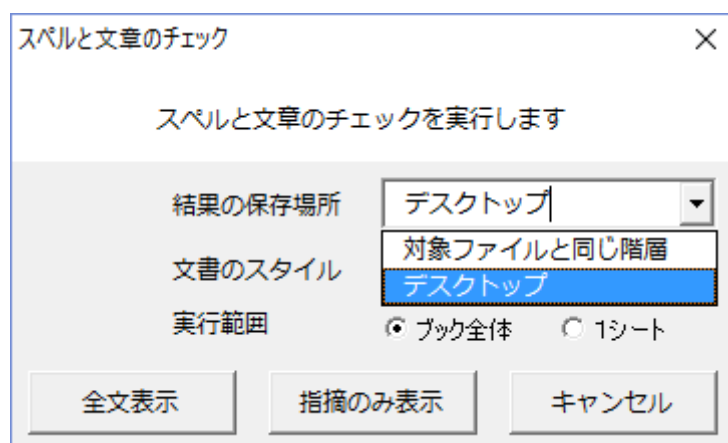 スペルと文章のチェック
スペルと文章のチェックを実行します
結果の保存場所 デスクトップ
対象ファイルと同じ階層
文書のスタイル デスクトップ
実行範囲 ブック全体 1シート
全文表示 指摘のみ表示 キャンセル